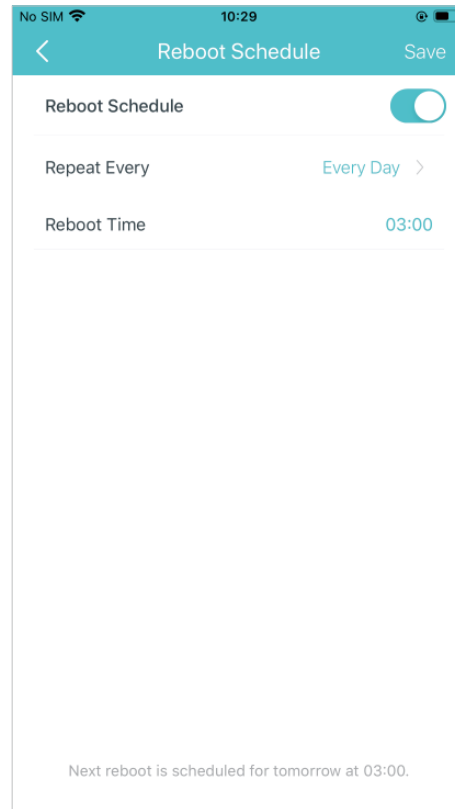 No SIM 10:29
Reboot Schedule Save
Reboot Schedule
Repeat Every Every Day
Reboot Time 03:00
Next reboot is scheduled for tomorrow at 03:00.